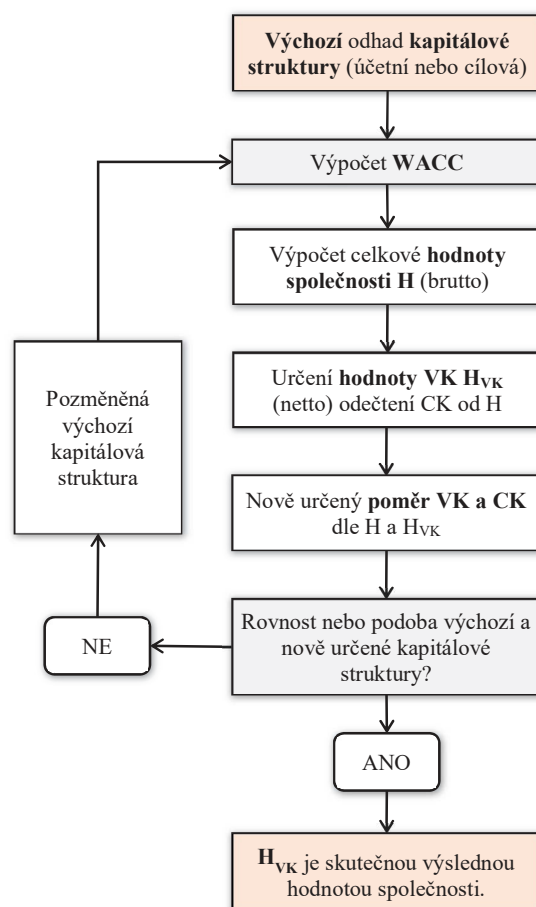 Výchozí odhad kapitálové
struktury (účetní nebo cílová)
Výpočet WACC
Výpočet celkové hodnoty
společnosti H (brutto)
Určení hodnoty VK HVK
(netto) odečtení CK od H
Pozměněná
výchozí
kapitálová
struktura
Nově určený poměr VK a CK
dle H a HVK
Rovnost nebo podoba výchozí a
nově určené kapitálové
struktury?
NE
ANO
HVK je skutečnou výslednou
hodnotou společnosti.